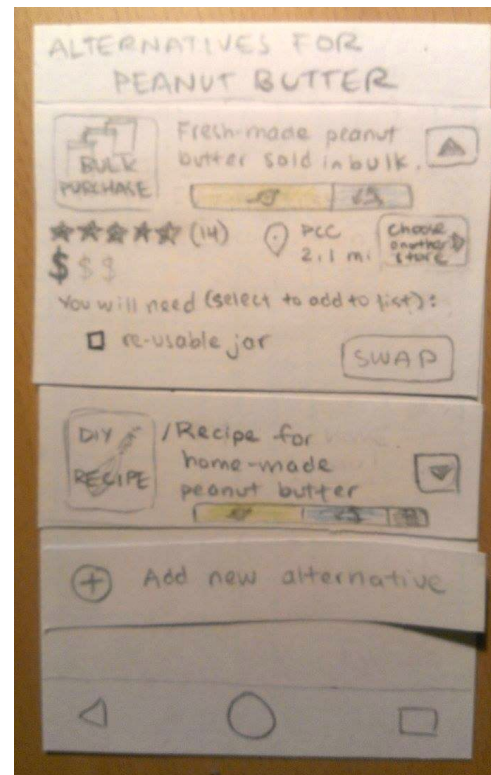 ALTERNATIVES FOR
PEANUT BUTTER
BULK
PURCHASE
Fresh-made peanut
butter sold in bulk.
(14)
$$$
PCC
2.1 mi
Choose
another
store
You will need (select to add to list):
re-usable jar
SWAP
DIY
RECIPE
/Recipe for
home-made
peanut butter
Add new alternative